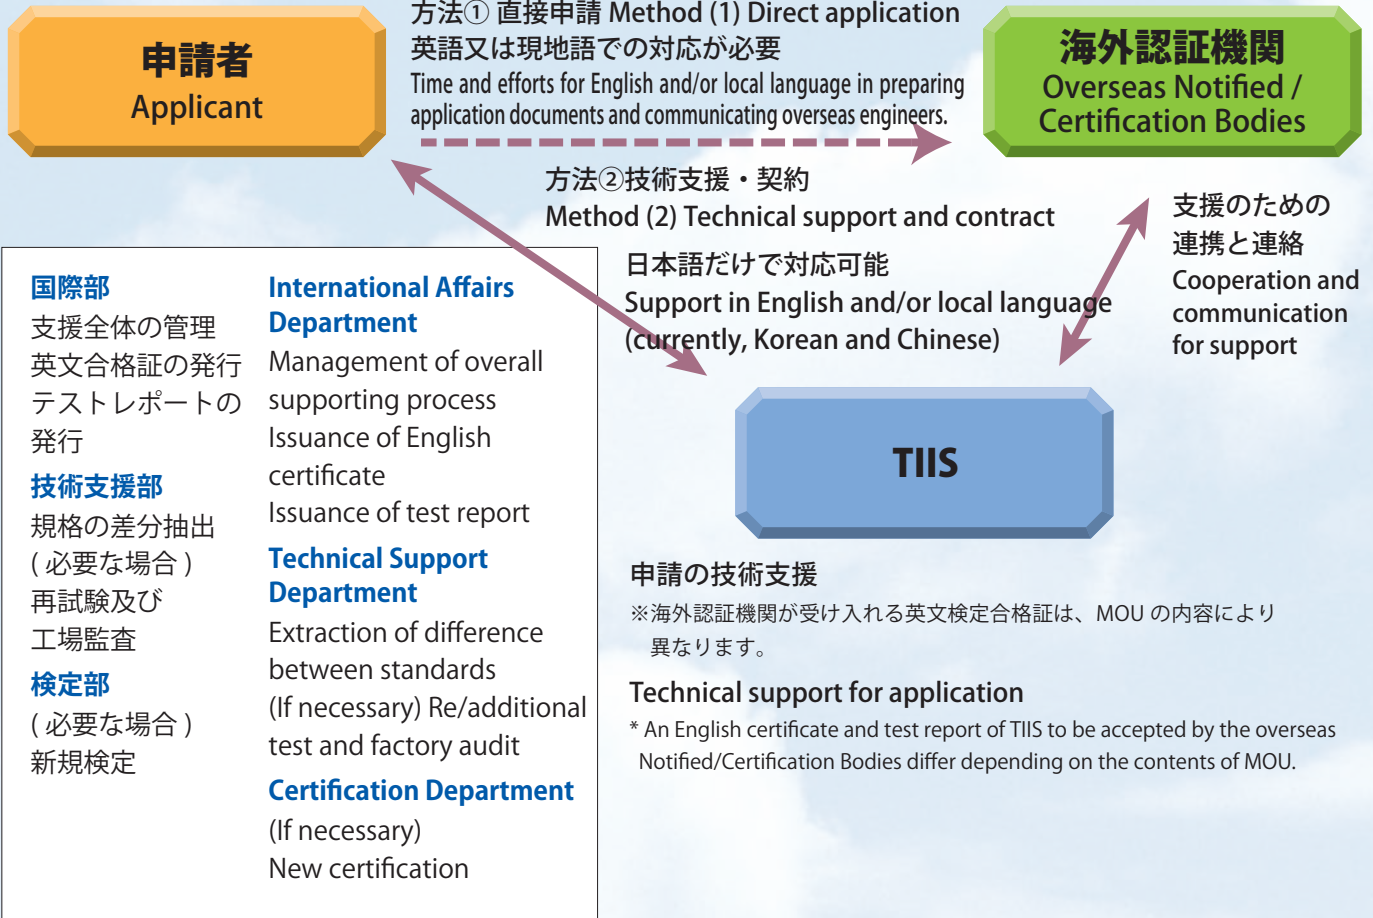 方法① 直接申請 Method (1) Direct application
英語又は現地語での対応が必要
Time and efforts for English and/or local language in preparing
application documents and communicating overseas engineers.
申請者
Applicant
海外認証機関
Overseas Notified /
Certification Bodies
方法②技術支援・契約
Method (2) Technical support and contract
日本語だけで対応可能
Support in English and/or local language
(currently, Korean and Chinese)
支援のための
連携と連絡
Cooperation and
communication
for support
国際部
支援全体の管理
英文合格証の発行
テストレポートの
発行
技術支援部
規格の差分抽出
( 必要な場合 )
再試験及び
工場監査
検定部
( 必要な場合 )
新規検定
International Affairs
Department
Management of overall
supporting process
Issuance of English
certificate
Issuance of test report
Technical Support
Department
Extraction of difference
between standards
(If necessary) Re/additional
test and factory audit
Certification Department
(If necessary)
New certification
TIIS
申請の技術支援
※海外認証機関が受け入れる英文検定合格証は、MOU の内容により
異なります。
Technical support for application
* An English certificate and test report of TIIS to be accepted by the overseas
Notified/Certification Bodies differ depending on the contents of MOU.